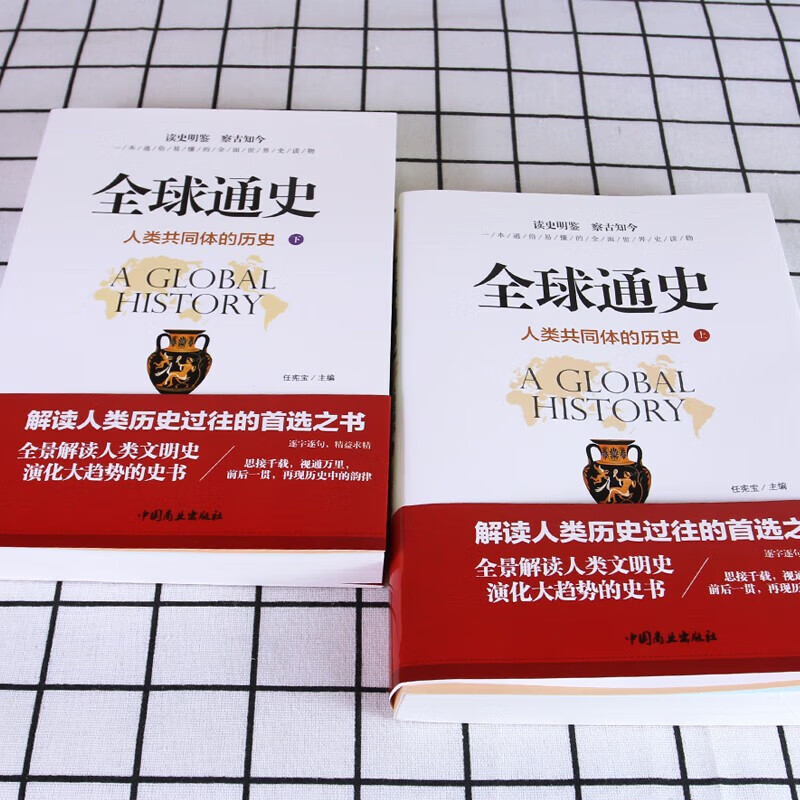 读史明鉴 察古知今
一/本/通/俗/易/懂/的/全/面/世/界/史/读/物
全球通史
人类共同体的历史 下
A GLOBAL
HISTORY
任宪宝/主编
解读人类历史过往的首选之书
逐字逐句，精益求精
全景解读人类文明史
演化大趋势的史书
思接千载，视通万里，
前后一贯，再现历史中的韵律
中国商业出版社
读史明鉴 察古知今
一/本/通/俗/易/懂/的/全/面/世/界/史/读/物
全球通史
人类共同体的历史 上
A GLOBAL
HISTORY
任宪宝/主编
解读人类历史过往的首选之
逐字逐句
全景解读人类文明史
演化大趋势的史书
思接千载，视通
前后一贯，再现历
中国商业出版社